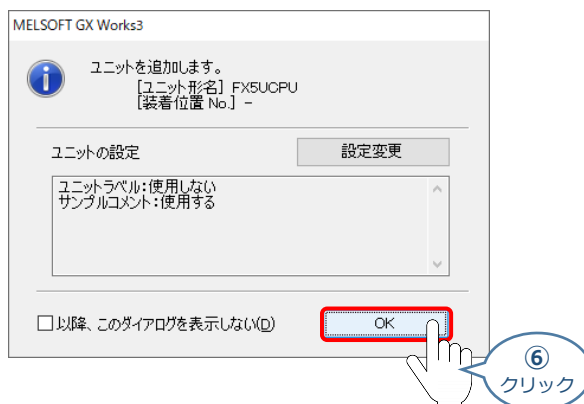 MELSOFT GX Works3
ユニットを追加します。
[ユニット形名] FX5UCPU
[装着位置 No.] -
ユニットの設定
設定変更
ユニットラベル:使用しない
サンプルコメント:使用する
以降、このダイアログを表示しない(D)
OK
⑥
クリック